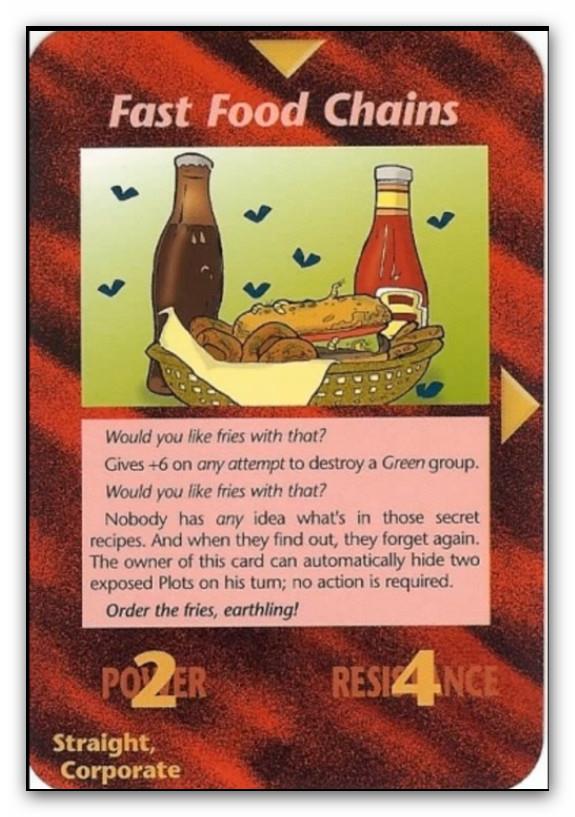 Fast Food Chains
Would you like fries with that?
Gives +6 on any attempt to destroy a Green group.
Would you like fries with that?
Nobody has any idea what's in those secret
recipes. And when they find out, they forget again.
The owner of this card can automatically hide two
exposed Plots on his turn; no action is required.
Order the fries, earthling!
POWER 2
RESISTANCE 4
Straight,
Corporate